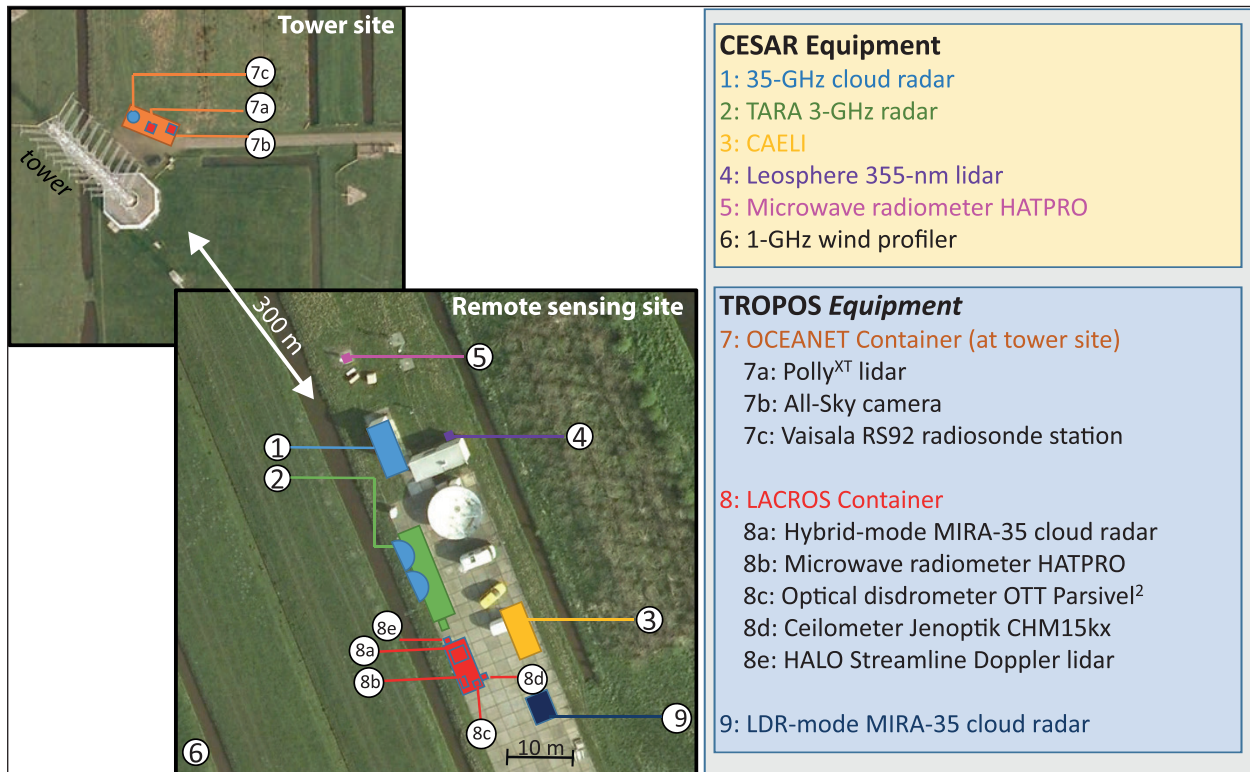 Tower site
7c
7a
7b
tower
300 m
Remote sensing site
5
4
1
2
3
8e
8a
8b
8d
8c
9
6
10 m
CESAR Equipment
1: 35-GHz cloud radar
2: TARA 3-GHz radar
3: CAELI
4: Leosphere 355-nm lidar
5: Microwave radiometer HATPRO
6: 1-GHz wind profiler
TROPOS Equipment
7: OCEANET Container (at tower site)
7a: Polly^XT lidar
7b: All-Sky camera
7c: Vaisala RS92 radiosonde station
8: LACROS Container
8a: Hybrid-mode MIRA-35 cloud radar
8b: Microwave radiometer HATPRO
8c: Optical disdrometer OTT Parsivel²
8d: Ceilometer Jenoptik CHM15kx
8e: HALO Streamline Doppler lidar
9: LDR-mode MIRA-35 cloud radar